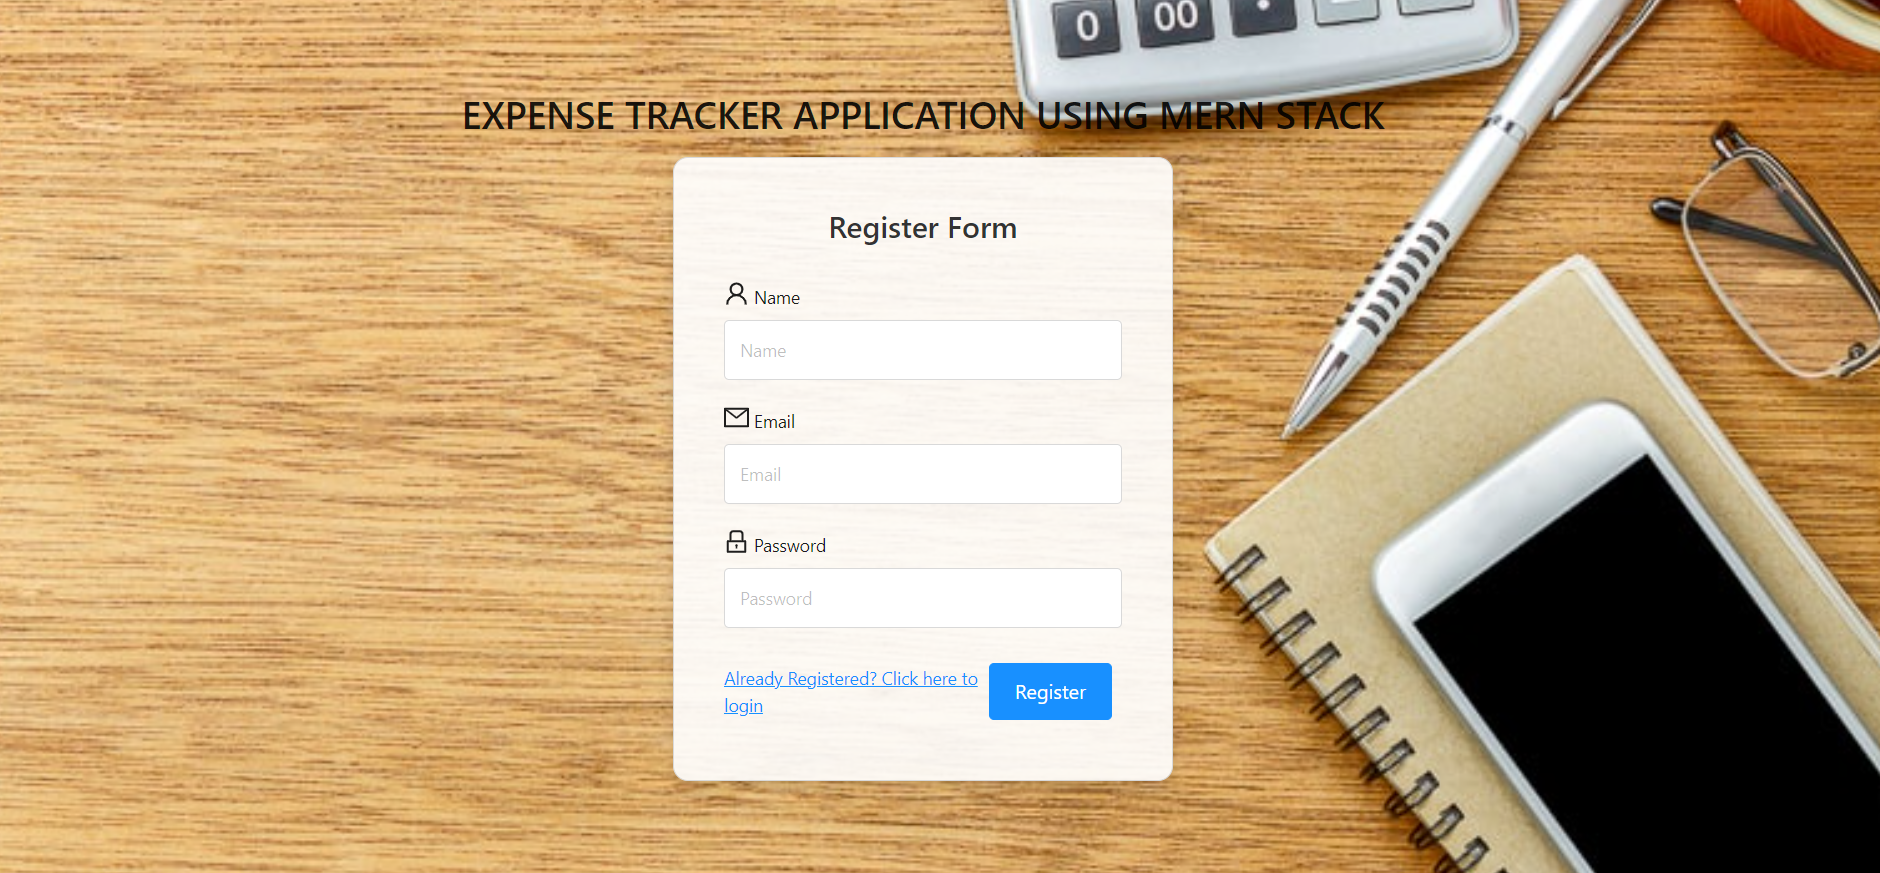 0 00 •
EXPENSE TRACKER APPLICATION USING MERN STACK
Register Form
Name
Name
Email
Email
Password
Password
Already Registered? Click here to
login
Register